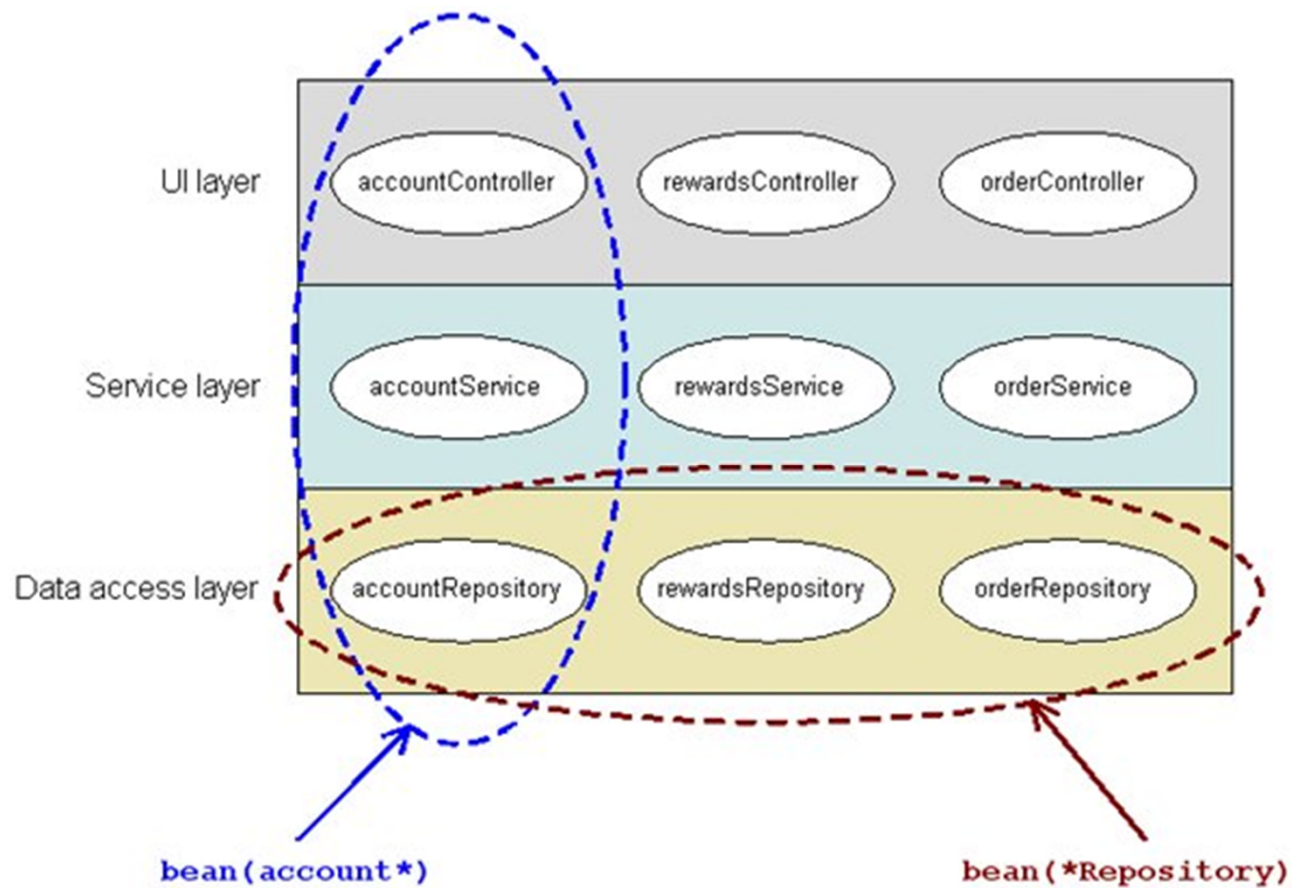 UI layer
accountController
rewardsController
orderController
Service layer
accountService
rewardsService
orderService
Data access layer
accountRepository
rewardsRepository
orderRepository
bean(account*)
bean(*Repository)